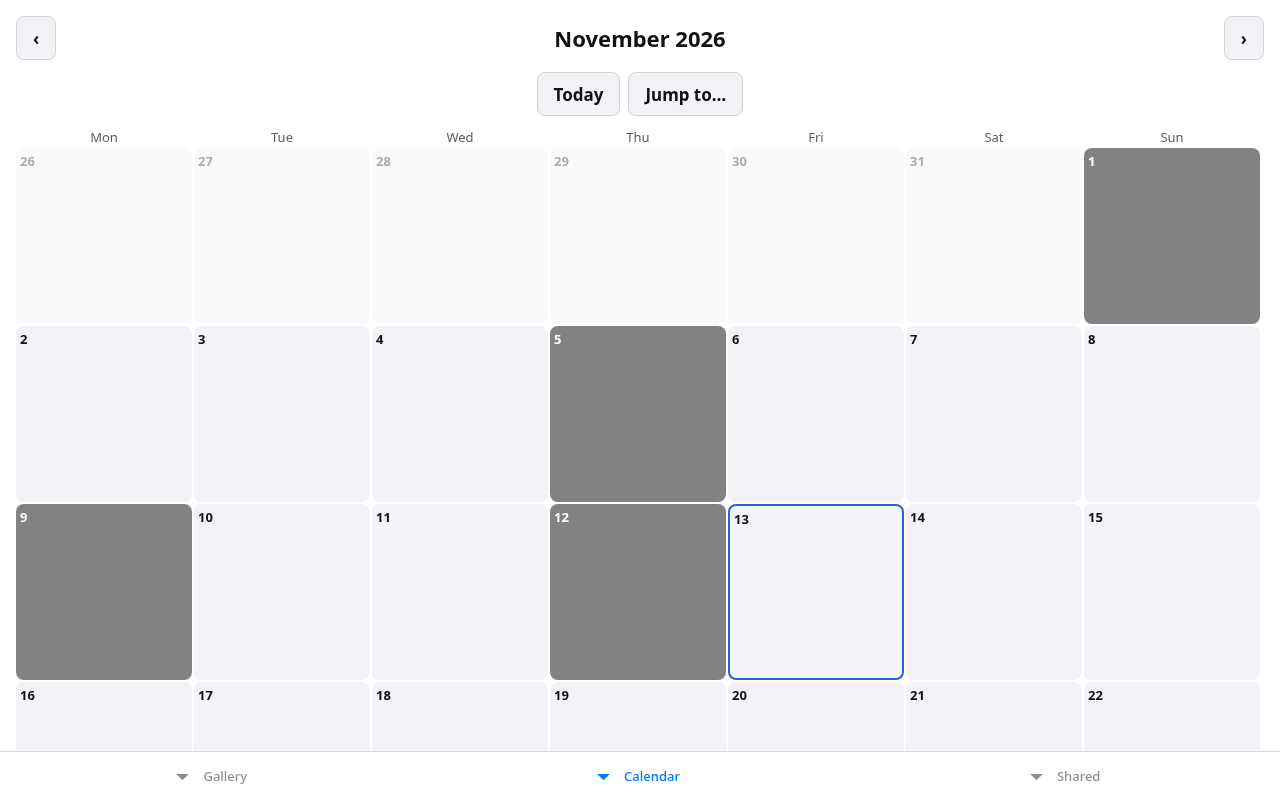 ‹ November 2026 ›
Today Jump to...
Mon Tue Wed Thu Fri Sat Sun
26 27 28 29 30 31 1
2 3 4 5 6 7 8
9 10 11 12 13 14 15
16 17 18 19 20 21 22
Gallery Calendar Shared